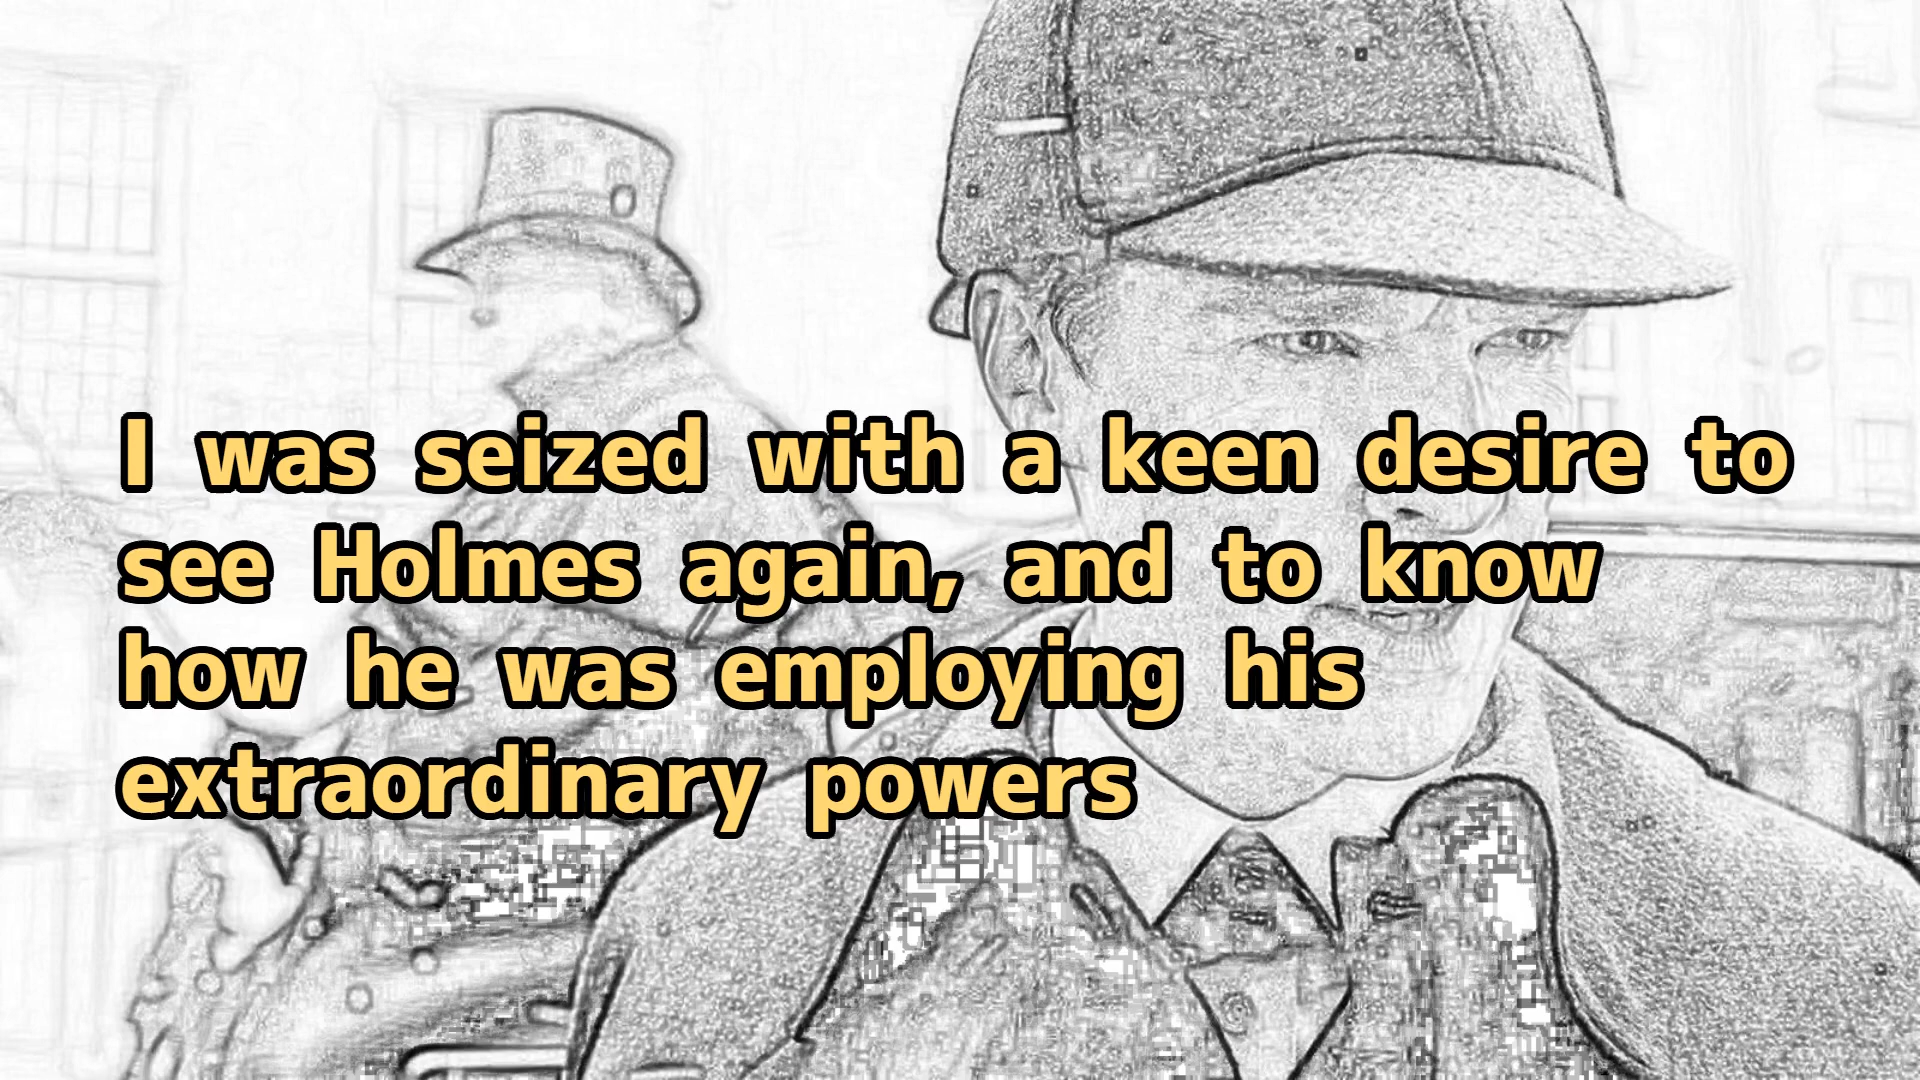 I was seized with a keen desire to
see Holmes again, and to know
how he was employing his
extraordinary powers